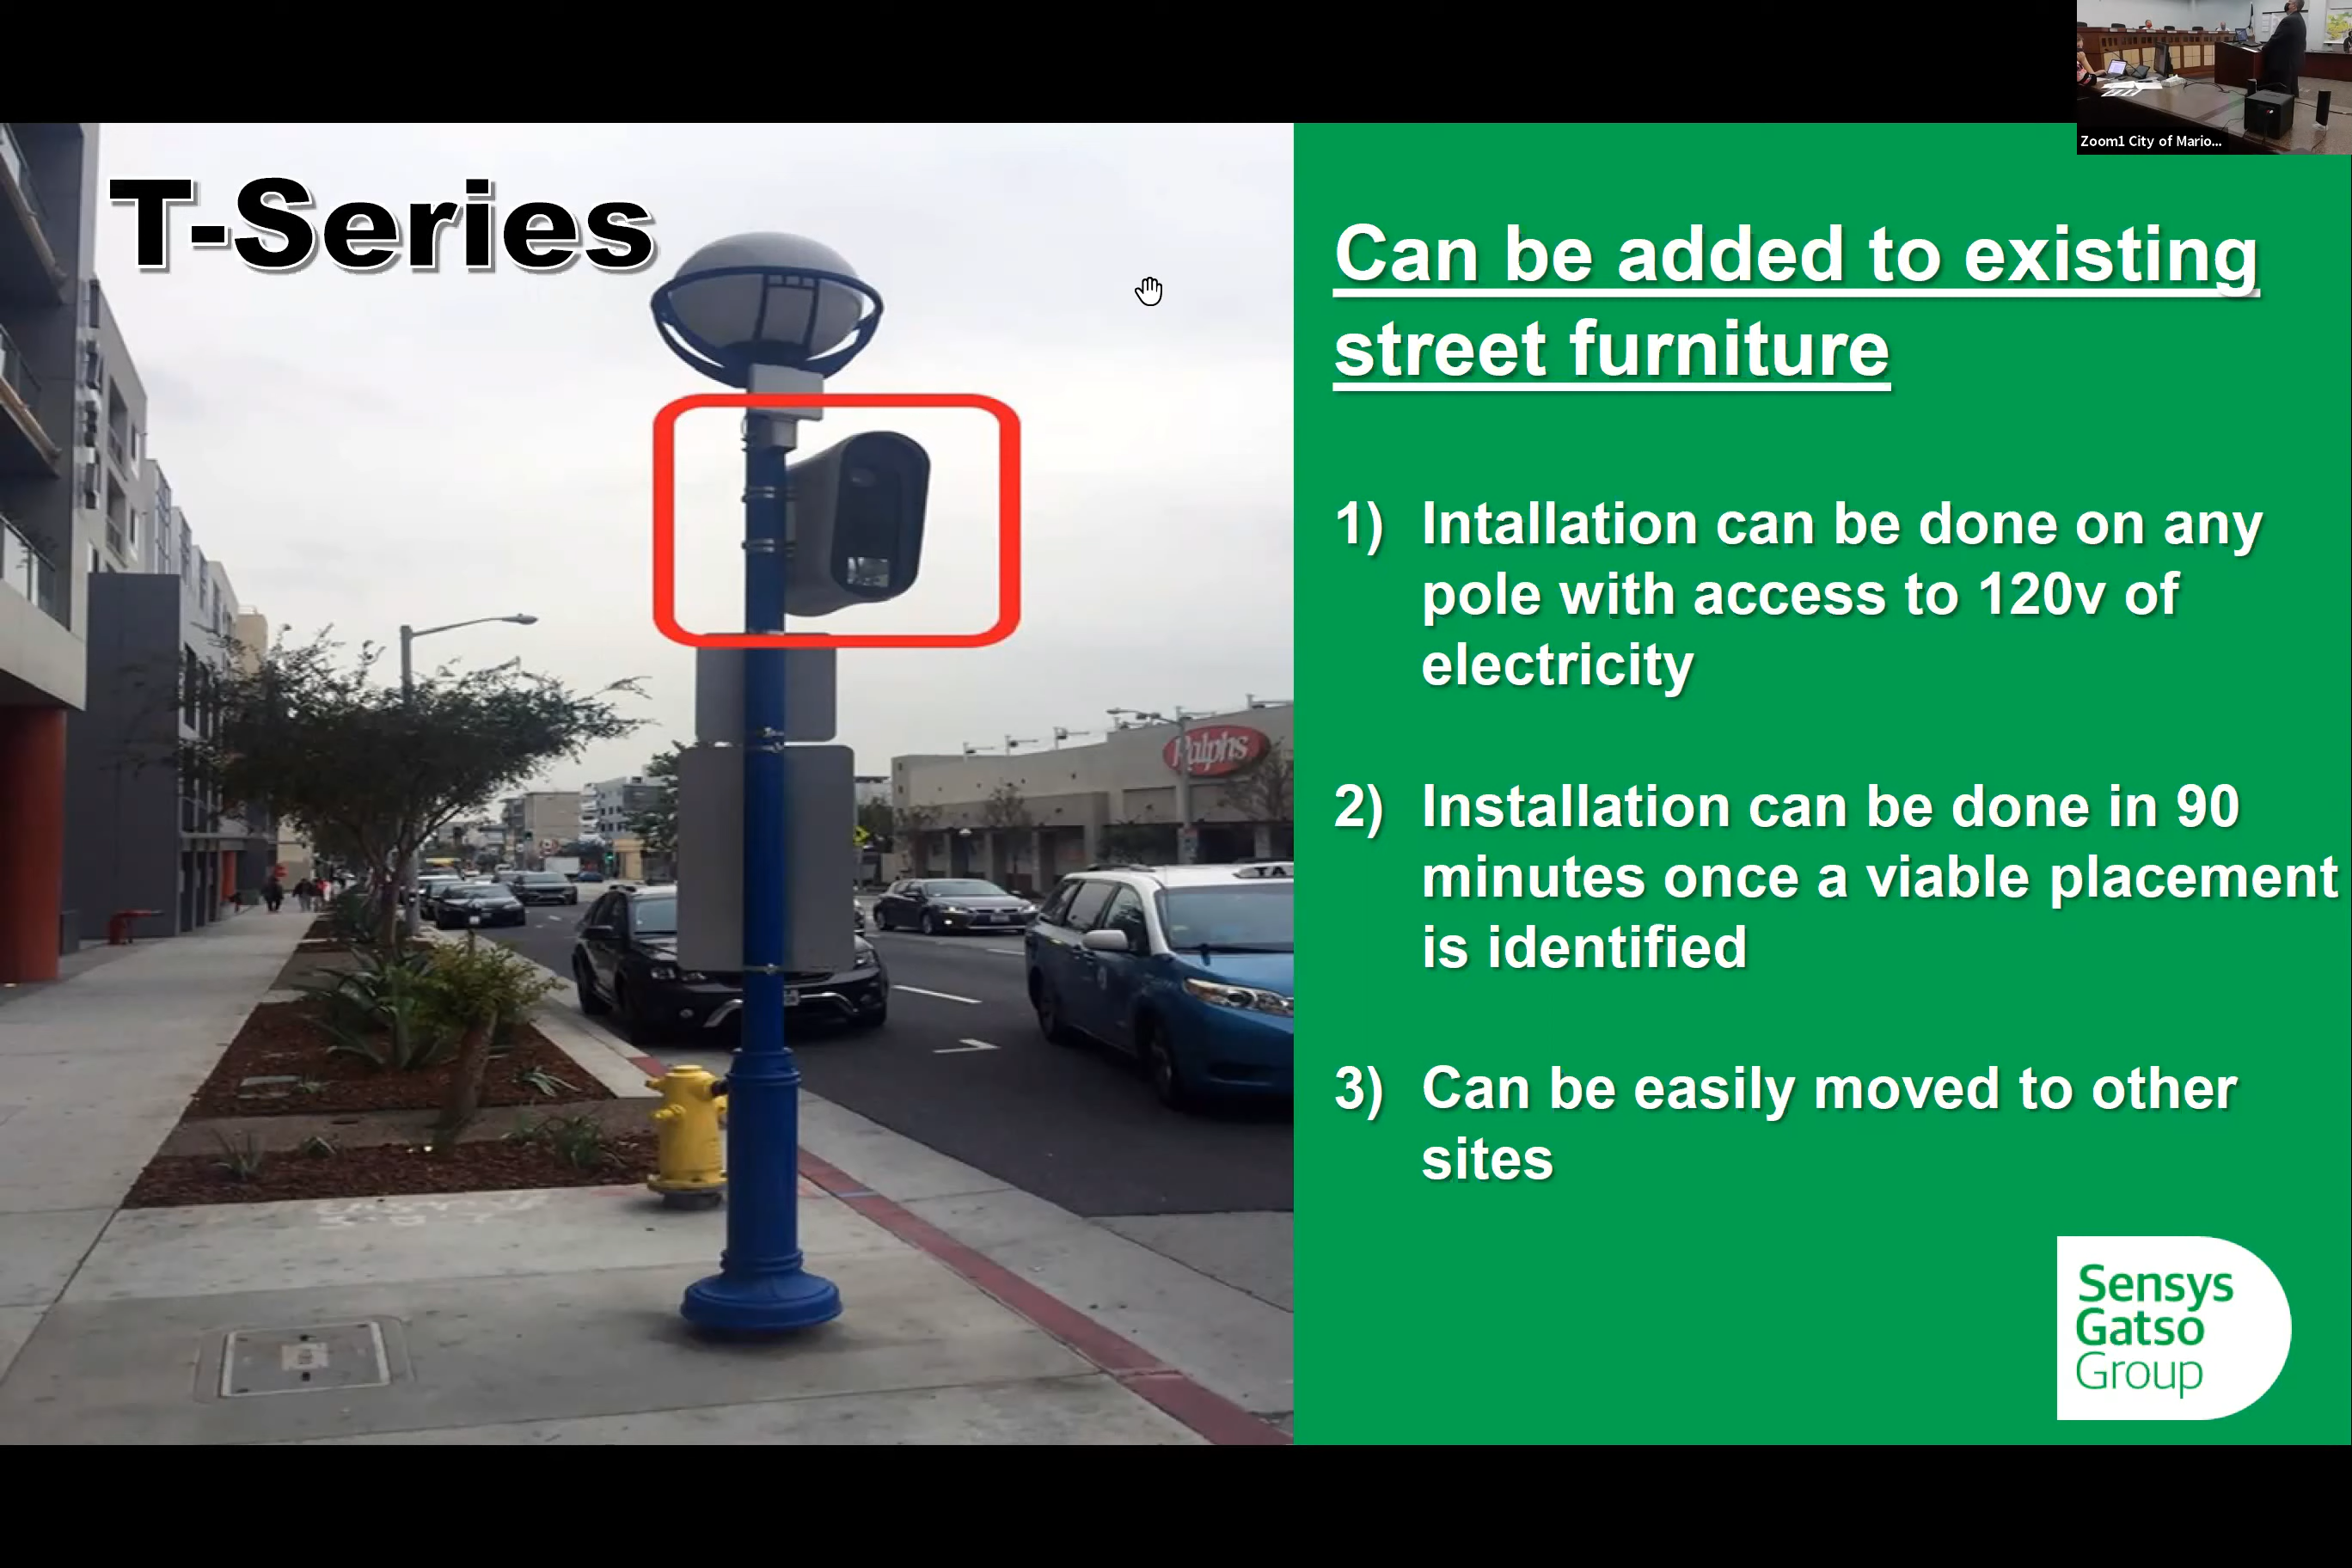 Zoom1 City of Mario...
T-Series
Ralphs
Can be added to existing
street furniture
1) Intallation can be done on any
pole with access to 120v of
electricity
2) Installation can be done in 90
minutes once a viable placement
is identified
3) Can be easily moved to other
sites
Sensys
Gatso
Group